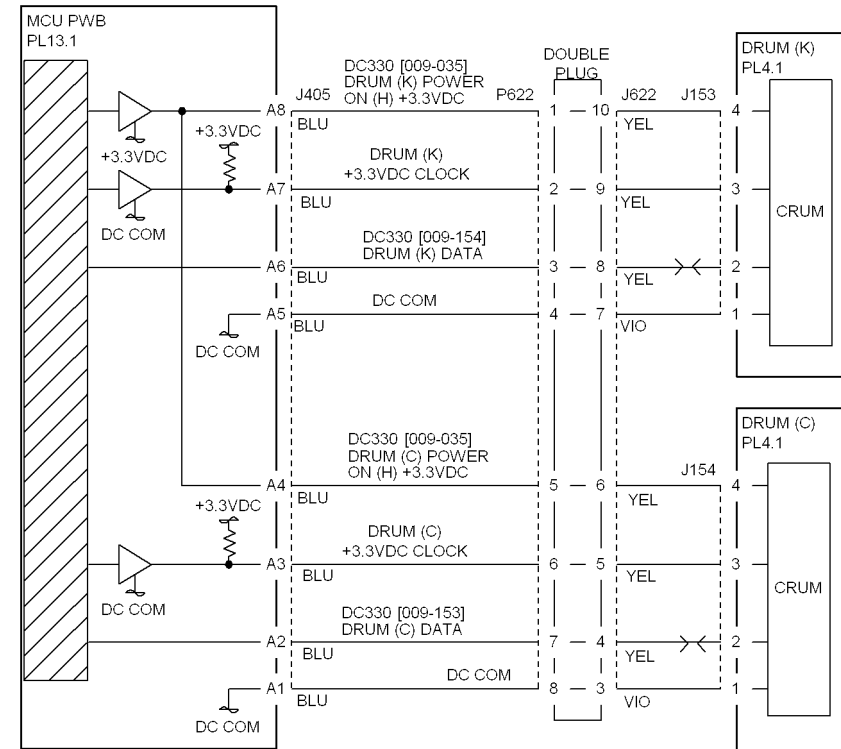 MCU PWB
PL13.1
DC330 [009-035]
DRUM (K) POWER
ON (H) +3.3VDC
DOUBLE
PLUG
DRUM (K)
PL4.1
J405
P622
J622
J153
A8
BLU
1
10
YEL
4
+3.3VDC
+3.3VDC
DRUM (K)
+3.3VDC CLOCK
A7
BLU
2
9
YEL
3
CRUM
DC COM
DC330 [009-154]
DRUM (K) DATA
A6
BLU
3
8
YEL
2
DC COM
A5
BLU
4
7
VIO
1
DC COM
DRUM (C)
PL4.1
DC330 [009-035]
DRUM (C) POWER
ON (H) +3.3VDC
J154
A4
BLU
5
6
YEL
4
+3.3VDC
DRUM (C)
+3.3VDC CLOCK
A3
BLU
6
5
YEL
3
CRUM
DC COM
DC330 [009-153]
DRUM (C) DATA
A2
BLU
7
4
YEL
2
DC COM
A1
BLU
8
3
VIO
1
DC COM